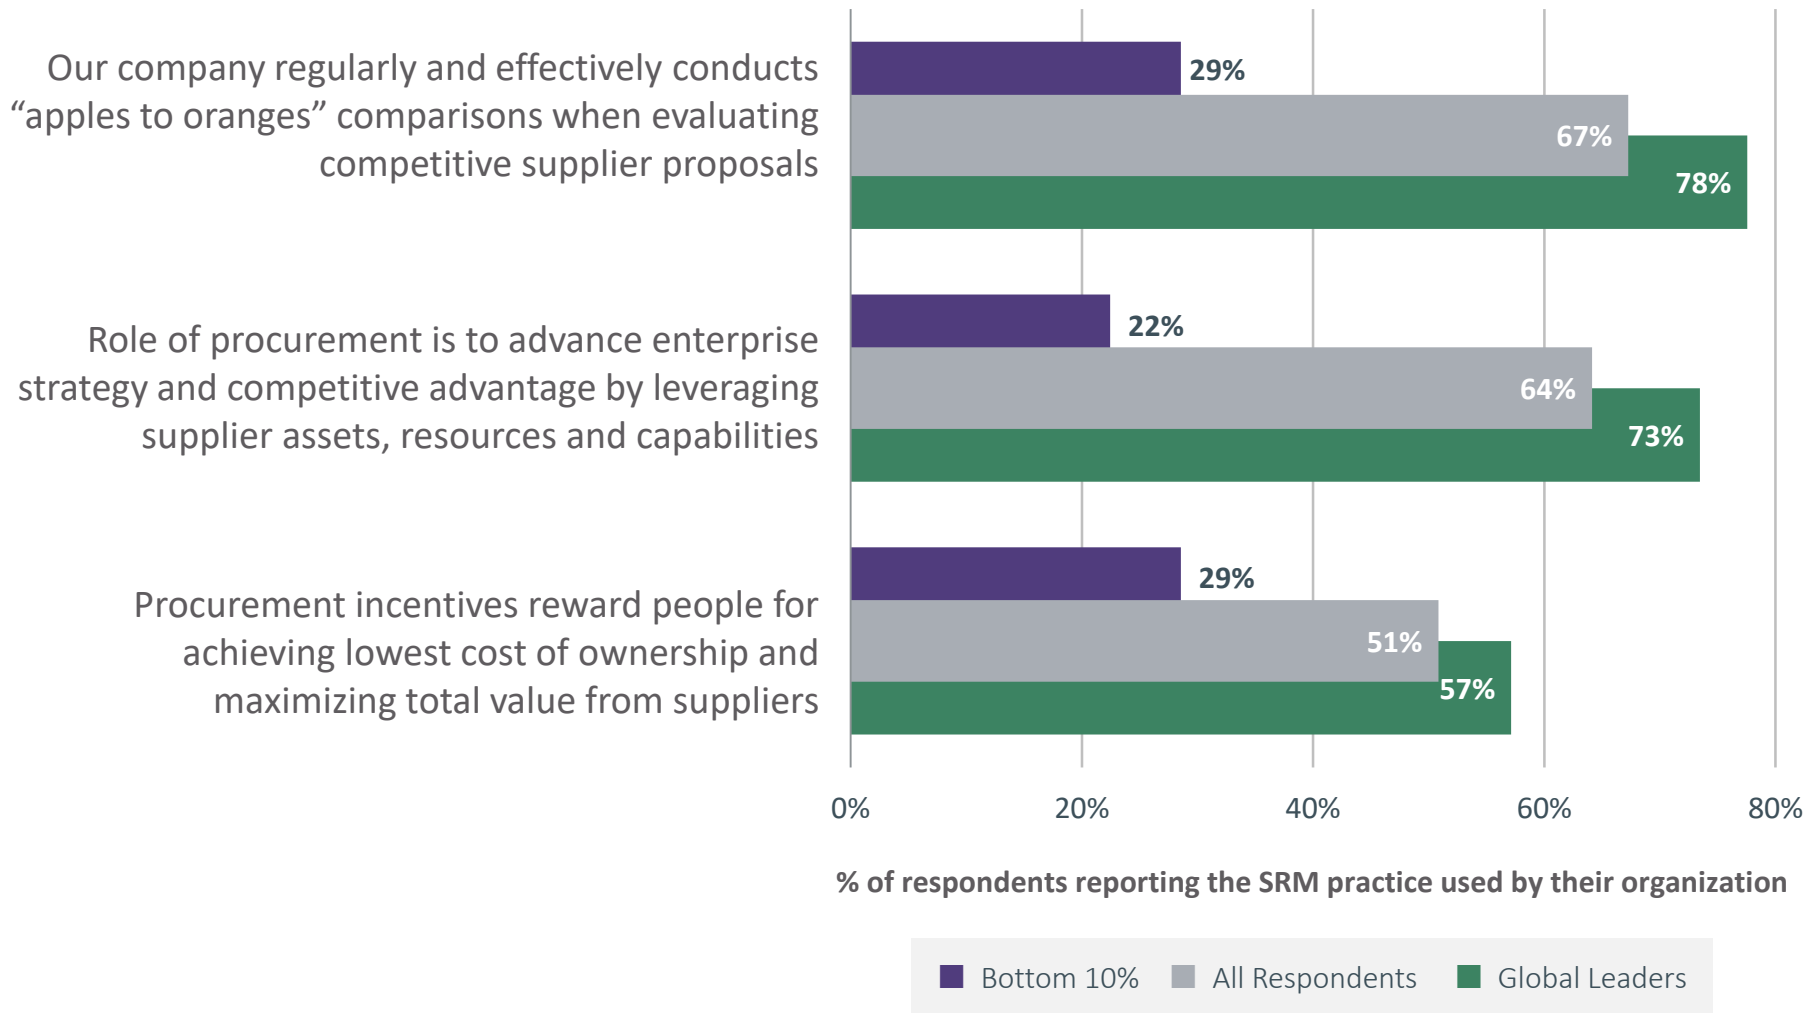 Our company regularly and effectively conducts
“apples to oranges” comparisons when evaluating
competitive supplier proposals
29%
67%
78%
Role of procurement is to advance enterprise
strategy and competitive advantage by leveraging
supplier assets, resources and capabilities
22%
64%
73%
Procurement incentives reward people for
achieving lowest cost of ownership and
maximizing total value from suppliers
29%
51%
57%
0% 20% 40% 60% 80%
% of respondents reporting the SRM practice used by their organization
Bottom 10% All Respondents Global Leaders